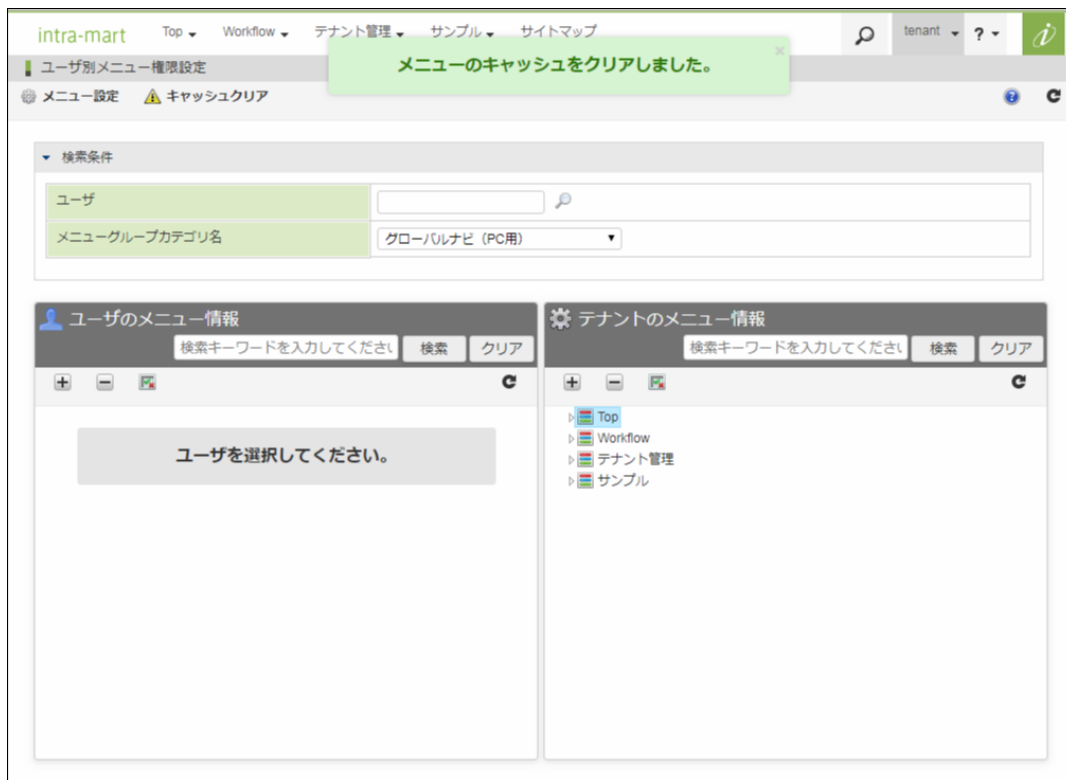 intra-mart Top Workflow テナント管理 サンプル サイトマップ tenant ?
メニューのキャッシュをクリアしました。 ×
ユーザ別メニュー権限設定
メニュー設定 キャッシュクリア
検索条件
ユーザ
メニューグループカテゴリ名 グローバルナビ（PC用）
ユーザのメニュー情報
検索キーワードを入力してください 検索 クリア
ユーザを選択してください。
テナントのメニュー情報
検索キーワードを入力してください 検索 クリア
Top
Workflow
テナント管理
サンプル